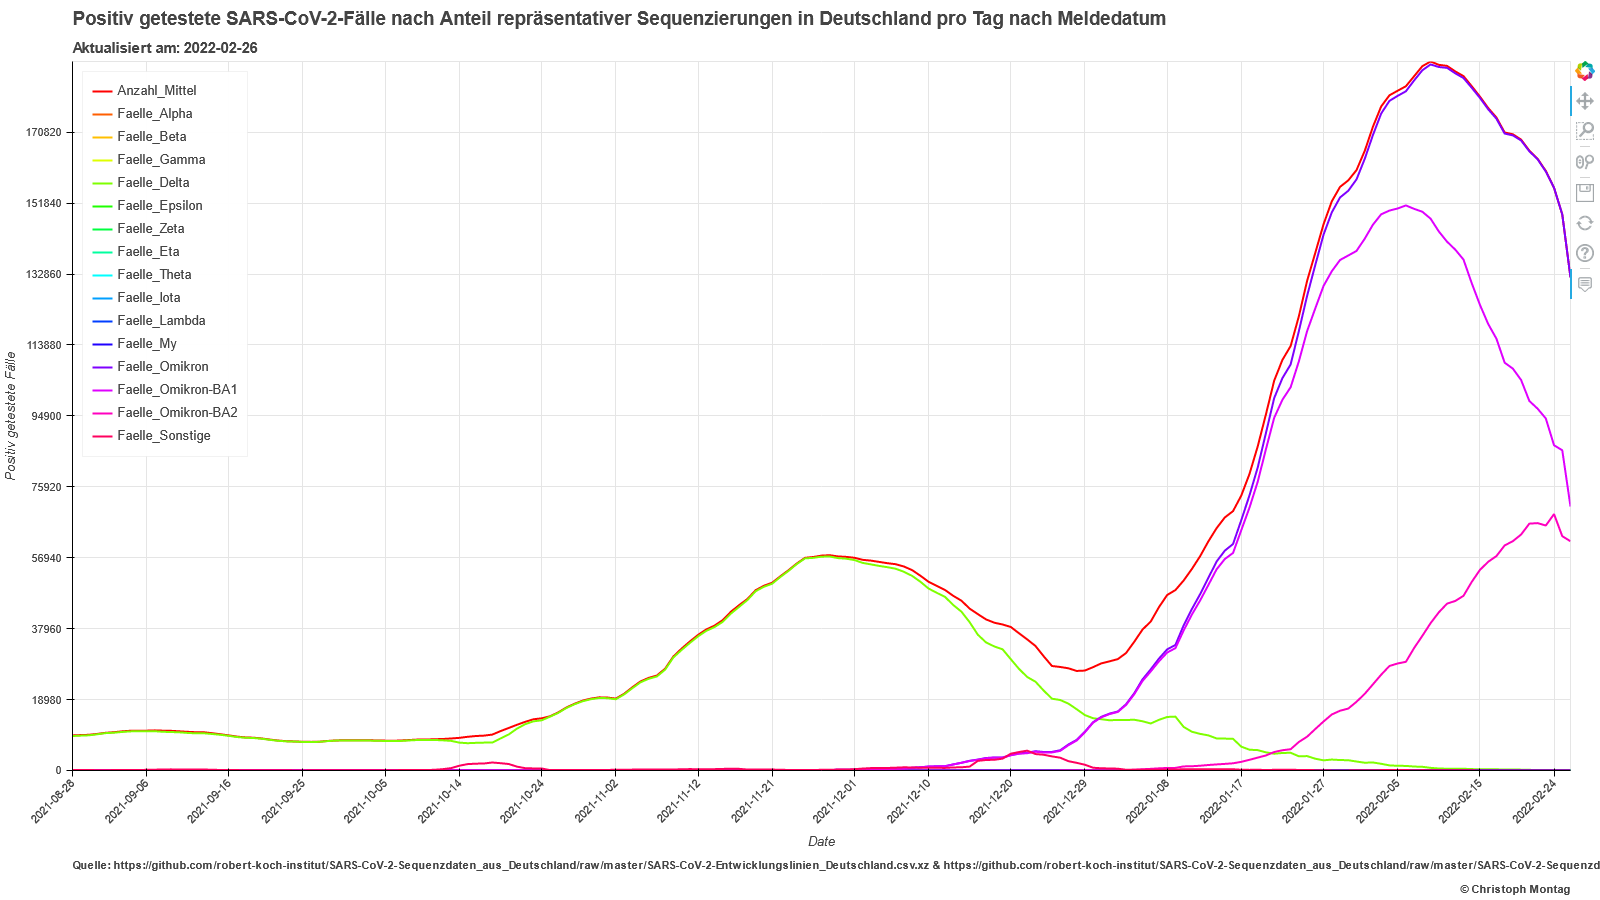 Positiv getestete SARS-CoV-2-Fälle nach Anteil repräsentativer Sequenzierungen in Deutschland pro Tag nach Meldedatum
Aktualisiert am: 2022-02-26
Anzahl_Mittel
Faelle_Alpha
Faelle_Beta
Faelle_Gamma
Faelle_Delta
Faelle_Epsilon
Faelle_Zeta
Faelle_Eta
Faelle_Theta
Faelle_Iota
Faelle_Lambda
Faelle_My
Faelle_Omikron
Faelle_Omikron-BA1
Faelle_Omikron-BA2
Faelle_Sonstige
Positiv getestete Fälle
170820
151840
132860
113880
94900
75920
56940
37960
18980
0
2021-08-28
2021-09-06
2021-09-16
2021-09-25
2021-10-05
2021-10-14
2021-10-24
2021-11-02
2021-11-12
2021-11-21
2021-12-01
2021-12-10
2021-12-20
2021-12-29
2022-01-08
2022-01-17
2022-01-27
2022-02-05
2022-02-15
2022-02-24
Date
Quelle: https://github.com/robert-koch-institut/SARS-CoV-2-Sequenzdaten_aus_Deutschland/raw/master/SARS-CoV-2-Entwicklungslinien_Deutschland.csv.xz & https://github.com/robert-koch-institut/SARS-CoV-2-Sequenzdaten_aus_Deutschland/raw/master/SARS-CoV-2-Sequenzd
© Christoph Montag